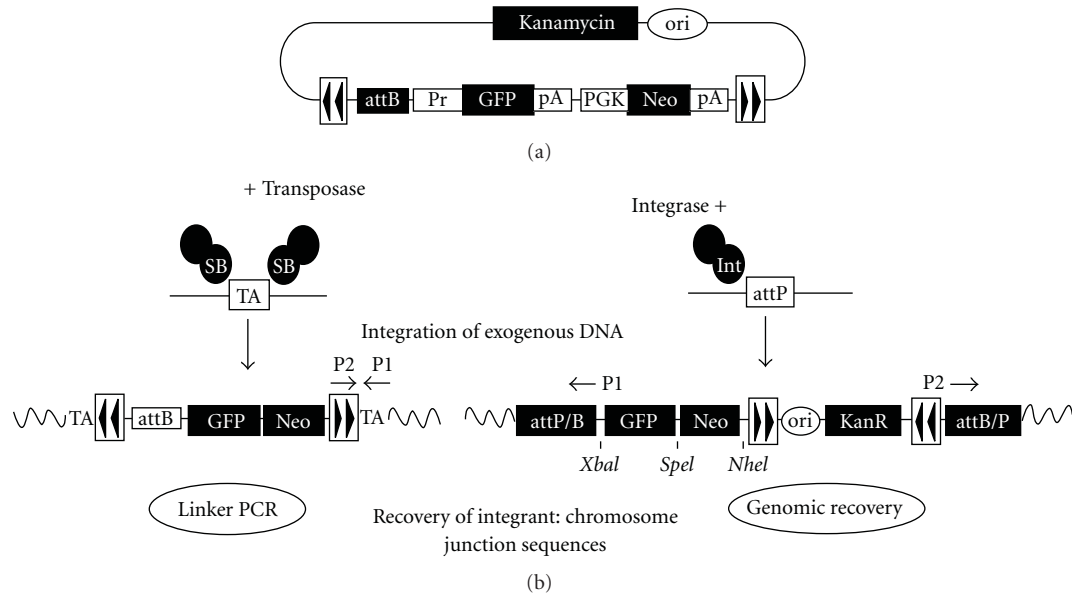 Kanamycin ori
attB Pr GFP pA PGK Neo pA
(a)
+ Transposase
Integrase +
SB SB
Int
TA
attP
Integration of exogenous DNA
P2 P1
P1
P2
TA attB GFP Neo TA
attP/B GFP Neo ori KanR attB/P
XbaI SpeI NheI
Linker PCR
Genomic recovery
Recovery of integrant: chromosome
junction sequences
(b)